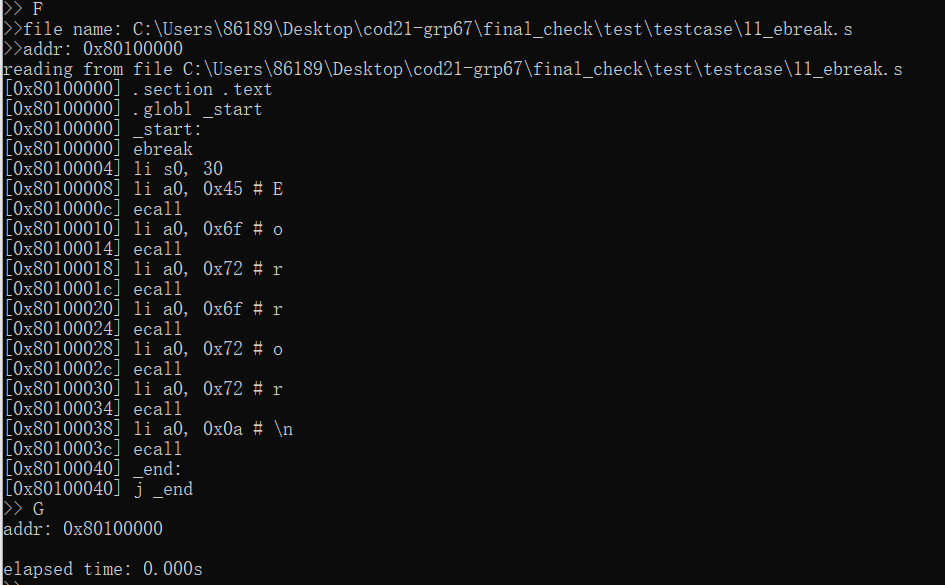 >> F
>>file name: C:\Users\86189\Desktop\cod21-grp67\final_check\test\testcase\11_ebreak.s
>>addr: 0x80100000
reading from file C:\Users\86189\Desktop\cod21-grp67\final_check\test\testcase\11_ebreak.s
[0x80100000] .section .text
[0x80100000] .globl _start
[0x80100000] _start:
[0x80100000] ebreak
[0x80100004] li s0, 30
[0x80100008] li a0, 0x45 # E
[0x8010000c] ecall
[0x80100010] li a0, 0x6f # o
[0x80100014] ecall
[0x80100018] li a0, 0x72 # r
[0x8010001c] ecall
[0x80100020] li a0, 0x6f # r
[0x80100024] ecall
[0x80100028] li a0, 0x72 # o
[0x8010002c] ecall
[0x80100030] li a0, 0x72 # r
[0x80100034] ecall
[0x80100038] li a0, 0x0a # \n
[0x8010003c] ecall
[0x80100040] _end:
[0x80100040] j _end
>> G
addr: 0x80100000
elapsed time: 0.000s
>>